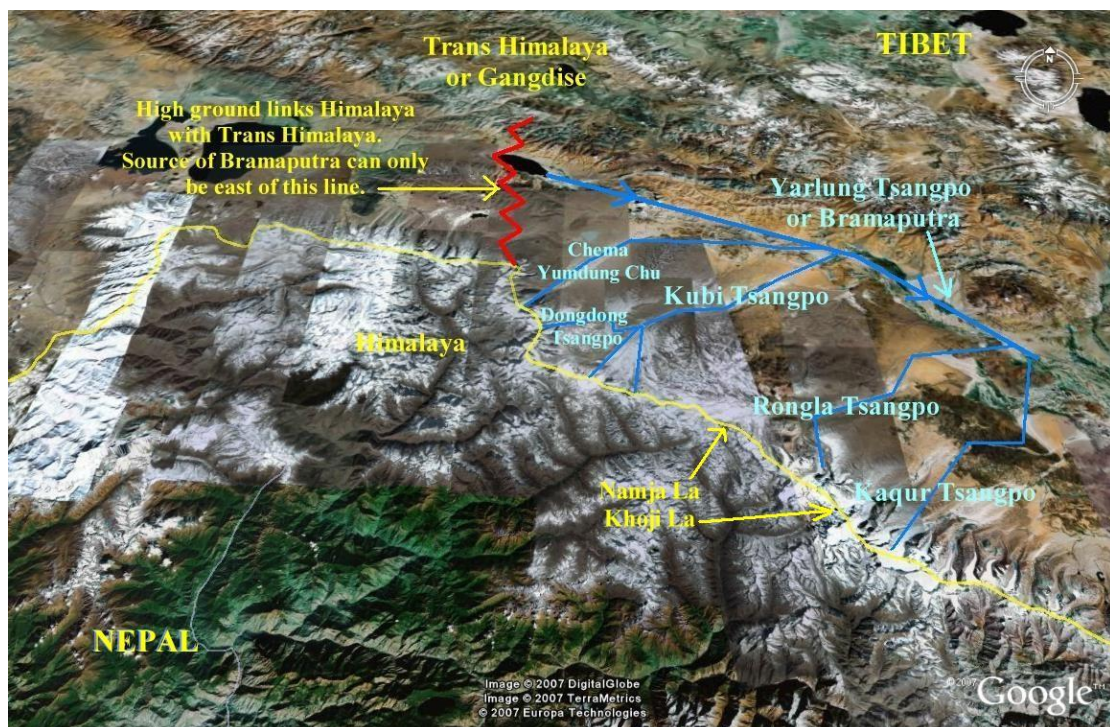 Trans Himalaya
or Gangdise
TIBET
N
High ground links Himalaya
with Trans Himalaya.
Source of Bramaputra can only
be east of this line.
Yarlung Tsangpo
or Bramaputra
Chema
Yumdung Chu
Kubi Tsangpo
Dongdong
Tsangpo
Himalaya
Rongla Tsangpo
Namja La
Khoji La
Kaqur Tsangpo
NEPAL
Image © 2007 DigitalGlobe
Image © 2007 TerraMetrics
© 2007 Europa Technologies
© 2007
Google™